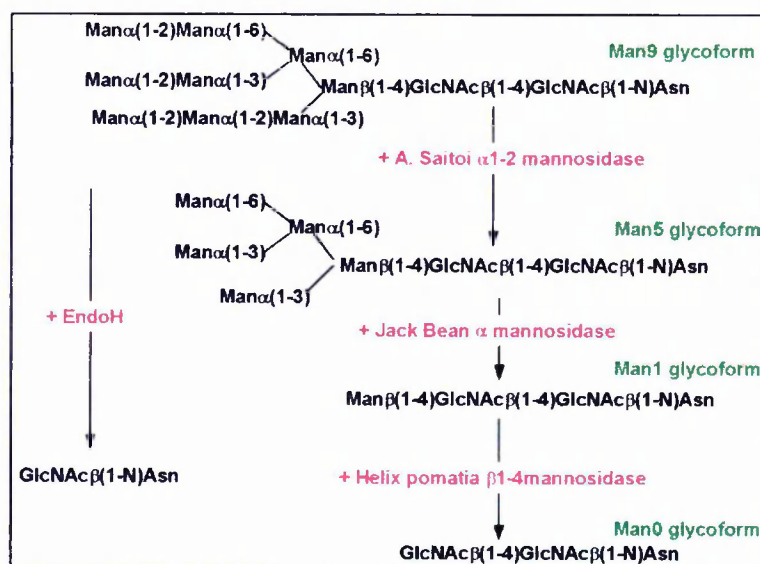 Manα(1-2)Manα(1-6)
Manα(1-6)
Man9 glycoform
Manα(1-2)Manα(1-3)
Manβ(1-4)GlcNAcβ(1-4)GlcNAcβ(1-N)Asn
Manα(1-2)Manα(1-2)Manα(1-3)
+ A. Saitoi α1-2 mannosidase
Manα(1-6)
Manα(1-6)
Man5 glycoform
Manα(1-3)
Manβ(1-4)GlcNAcβ(1-4)GlcNAcβ(1-N)Asn
Manα(1-3)
+ EndoH
+ Jack Bean α mannosidase
Man1 glycoform
Manβ(1-4)GlcNAcβ(1-4)GlcNAcβ(1-N)Asn
GlcNAcβ(1-N)Asn
+ Helix pomatia β1-4mannosidase
Man0 glycoform
GlcNAcβ(1-4)GlcNAcβ(1-N)Asn